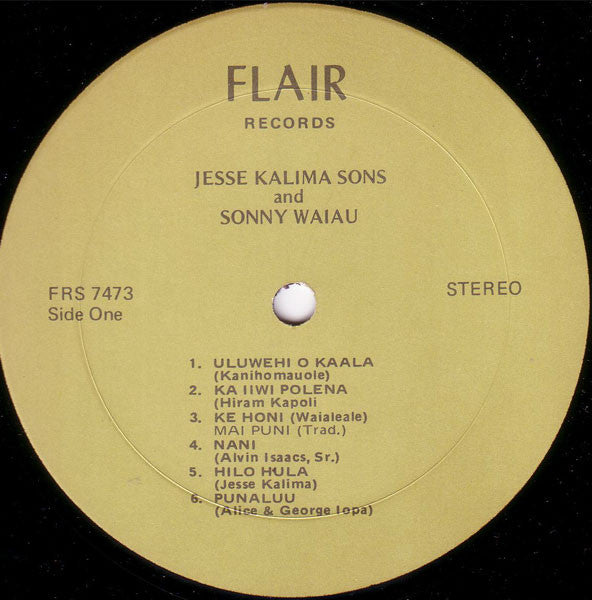 FLAIR
RECORDS
JESSE KALIMA SONS
and
SONNY WAIAU
FRS 7473
Side One
STEREO
1. ULUWEHI O KAALA
(Kanihomauole)
2. KA IIWI POLENA
(Hiram Kapoli
3. KE HONI (Waialeale)
MAI PUNI (Trad.)
4. NANI
(Alvin Isaacs, Sr.)
5. HILO HULA
(Jesse Kalima)
6. PUNALUU
(Alice & George Iopa)